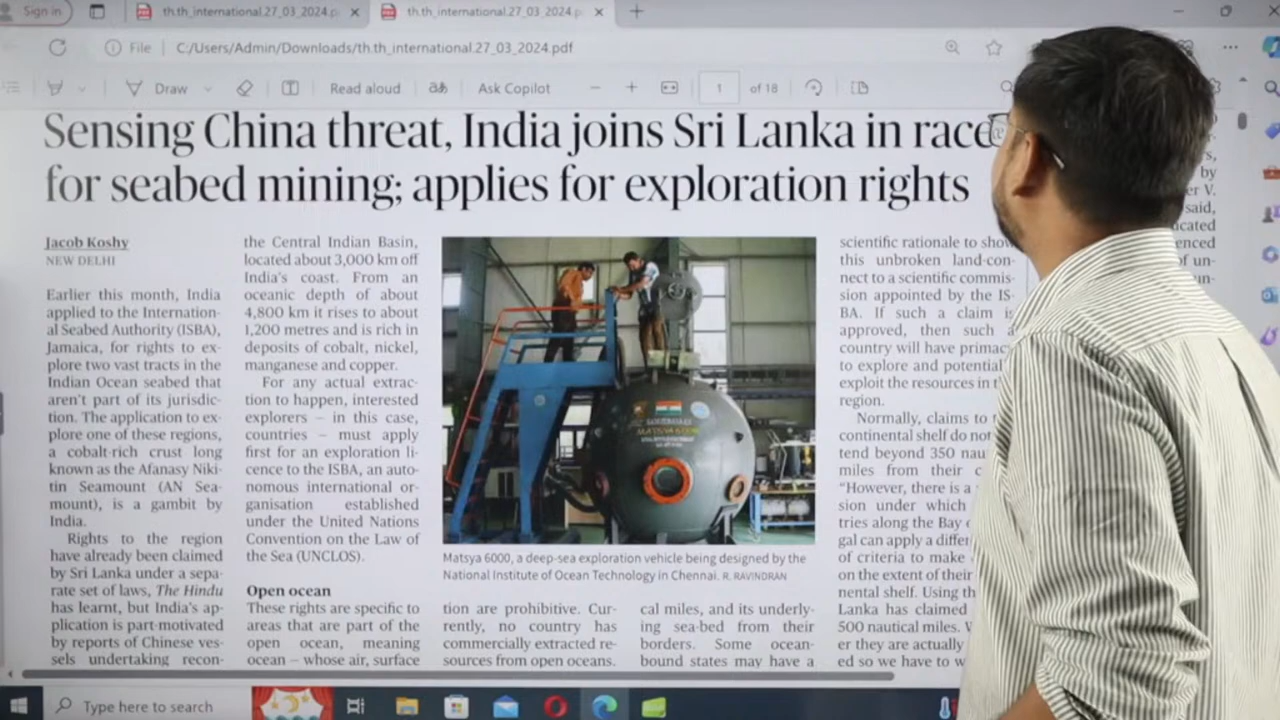 Sign in
th.th_international.27_03_2024.p
th.th_international.27_03_2024.p
File
C:/Users/Admin/Downloads/th.th_international.27_03_2024.pdf
Draw
Read aloud
Ask Copilot
1
of 18
Sensing China threat, India joins Sri Lanka in race
for seabed mining; applies for exploration rights
Jacob Koshy
NEW DELHI
Earlier this month, India
applied to the Internation-
al Seabed Authority (ISBA),
Jamaica, for rights to ex-
plore two vast tracts in the
Indian Ocean seabed that
aren't part of its jurisdic-
tion. The application to ex-
plore one of these regions,
a cobalt-rich crust long
known as the Afanasy Niki-
tin Seamount (AN Sea-
mount), is a gambit by
India.
Rights to the region
have already been claimed
by Sri Lanka under a sepa-
rate set of laws, The Hindu
has learnt, but India's ap-
plication is part-motivated
by reports of Chinese ves-
sels undertaking recon-
the Central Indian Basin,
located about 3,000 km off
India's coast. From an
oceanic depth of about
4,800 km it rises to about
1,200 metres and is rich in
deposits of cobalt, nickel,
manganese and copper.
For any actual extrac-
tion to happen, interested
explorers – in this case,
countries – must apply
first for an exploration li-
cence to the ISBA, an auto-
nomous international or-
ganisation established
under the United Nations
Convention on the Law of
the Sea (UNCLOS).
Open ocean
These rights are specific to
areas that are part of the
open ocean, meaning
ocean – whose air, surface
Matsya 6000, a deep-sea exploration vehicle being designed by the
National Institute of Ocean Technology in Chennai. R. RAVINDRAN
tion are prohibitive. Cur-
rently, no country has
commercially extracted re-
sources from open oceans.
cal miles, and its underly-
ing sea-bed from their
borders. Some ocean-
bound states may have a
scientific rationale to show
this unbroken land-con-
nect to a scientific commis-
sion appointed by the IS-
BA. If such a claim is
approved, then such a
country will have primac
to explore and potential
exploit the resources in t
region.
Normally, claims to t
continental shelf do no
tend beyond 350 nau
miles from their c
"However, there is a
sion under which
tries along the Bay
gal can apply a differ
of criteria to make
on the extent of their
nental shelf. Using th
Lanka has claimed
500 nautical miles. W
er they are actually
ed so we have to w
by
er V.
said,
Type here to search